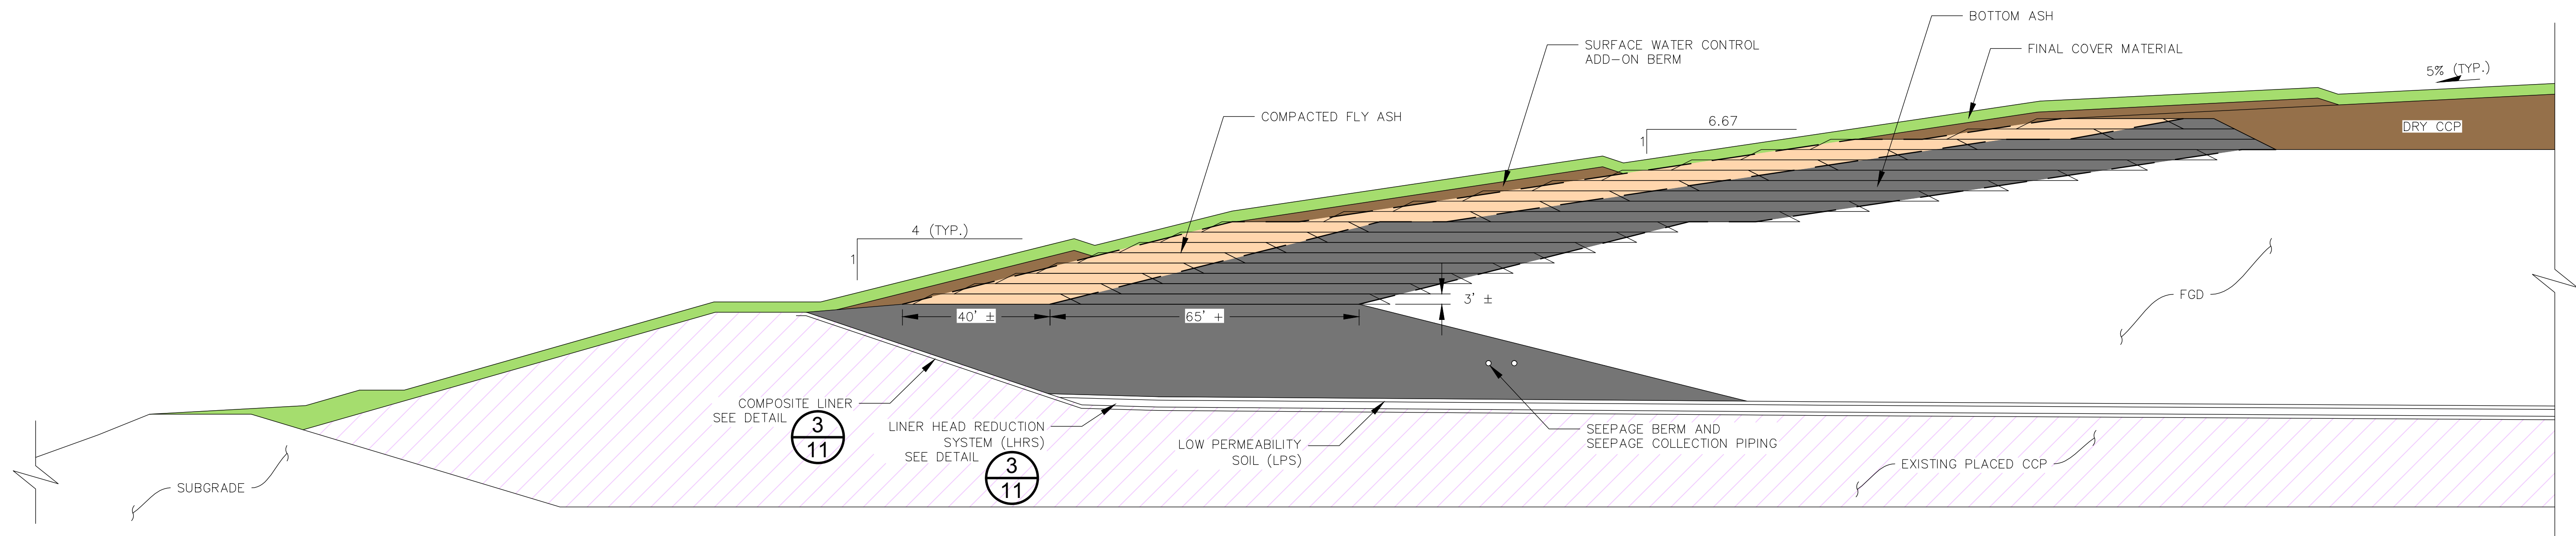 BOTTOM ASH
SURFACE WATER CONTROL
ADD-ON BERM
FINAL COVER MATERIAL
5% (TYP.)
COMPACTED FLY ASH
6.67
1
DRY CCP
4 (TYP.)
1
FGD
3' ±
40' ±
65' +
COMPOSITE LINER
SEE DETAIL
3
11
LINER HEAD REDUCTION
SYSTEM (LHRS)
SEE DETAIL
3
11
LOW PERMEABILITY
SOIL (LPS)
SEEPAGE BERM AND
SEEPAGE COLLECTION PIPING
EXISTING PLACED CCP
SUBGRADE